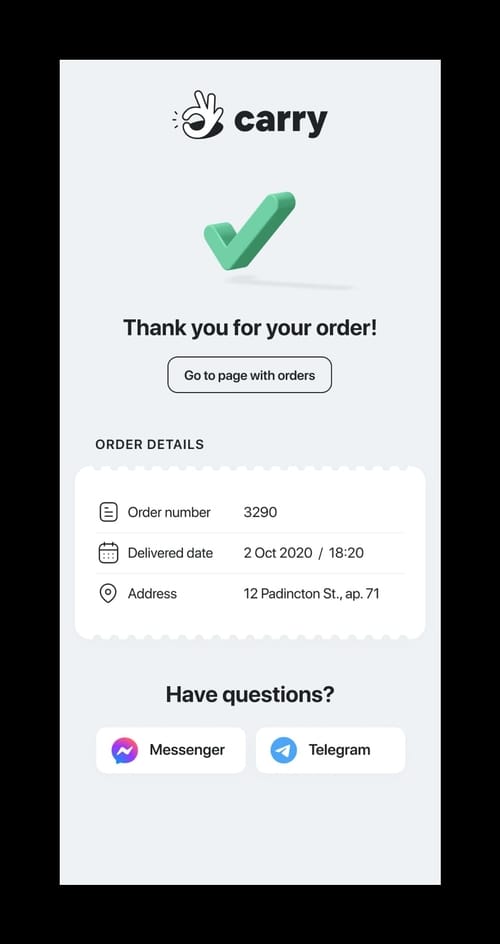 carry
Thank you for your order!
Go to page with orders
ORDER DETAILS
Order number 3290
Delivered date 2 Oct 2020 / 18:20
Address 12 Padincton St., ap. 71
Have questions?
Messenger Telegram